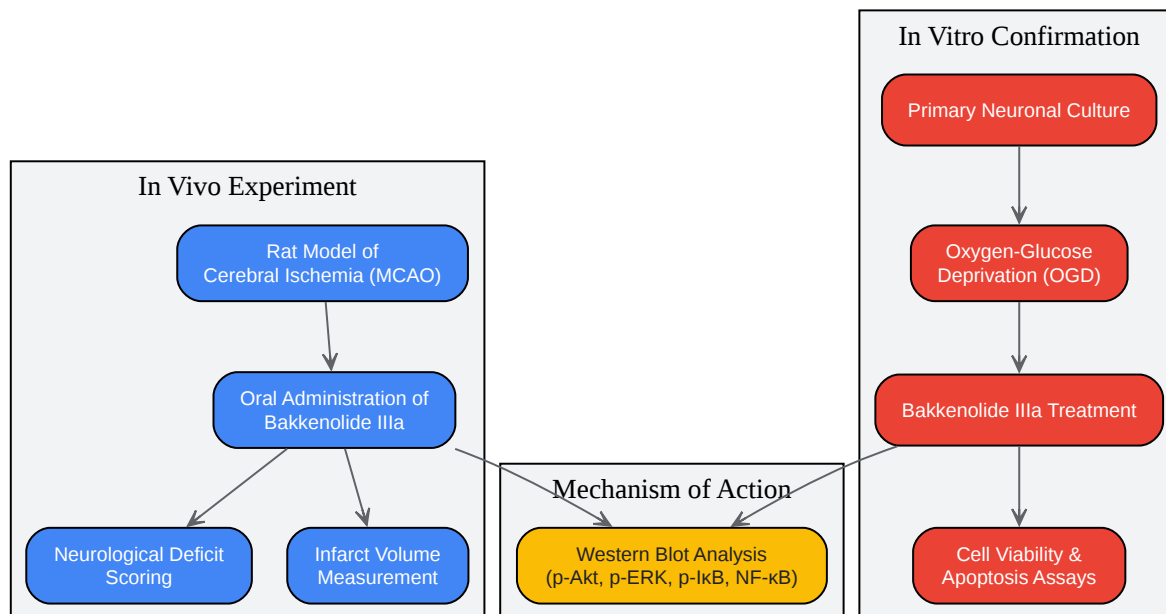 In Vivo Experiment
Rat Model of
Cerebral Ischemia (MCAO)
Oral Administration of
Bakkenolide IIIa
Neurological Deficit
Scoring
Infarct Volume
Measurement
Mechanism of Action
Western Blot Analysis
(p-Akt, p-ERK, p-IκB, NF-κB)
In Vitro Confirmation
Primary Neuronal Culture
Oxygen-Glucose
Deprivation (OGD)
Bakkenolide IIIa Treatment
Cell Viability &
Apoptosis Assays